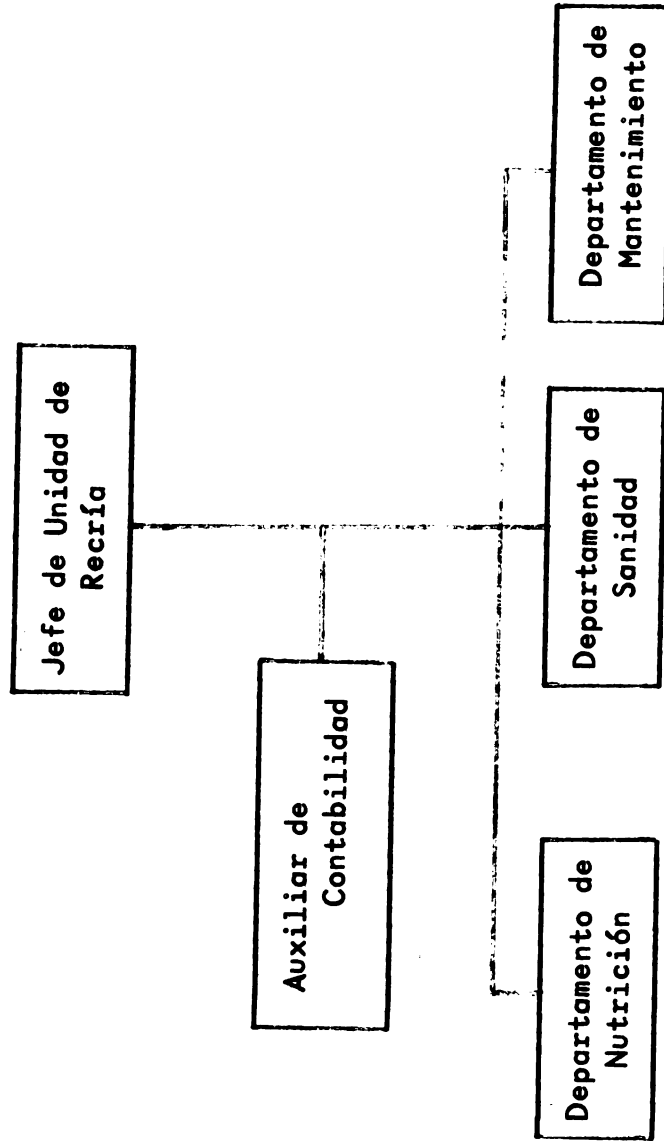 Jefe de Unidad de
Recría
Auxiliar de
Contabilidad
Departamento de
Nutrición
Departamento de
Sanidad
Departamento de
Mantenimiento